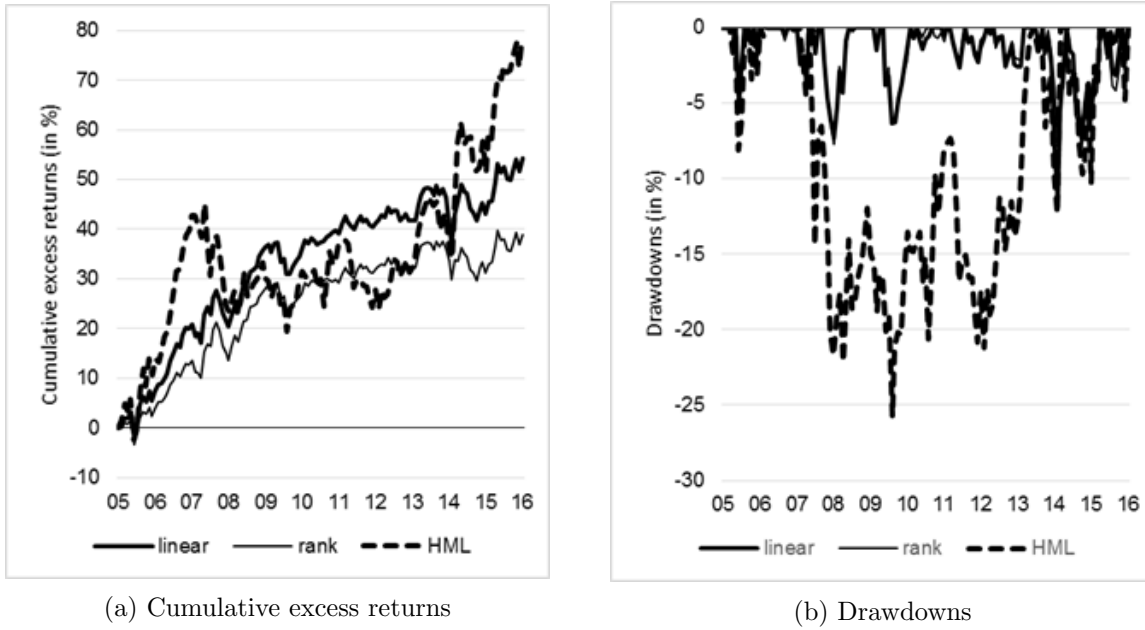 80
70
60
50
40
30
20
10
0
-10
Cumulative excess returns (in %)
05 06 07 08 09 10 11 12 13 14 15 16
linear rank HML
(a) Cumulative excess returns
0
-5
-10
-15
-20
-25
-30
Drawdowns (in %)
05 06 07 08 09 10 11 12 13 14 15 16
linear rank HML
(b) Drawdowns